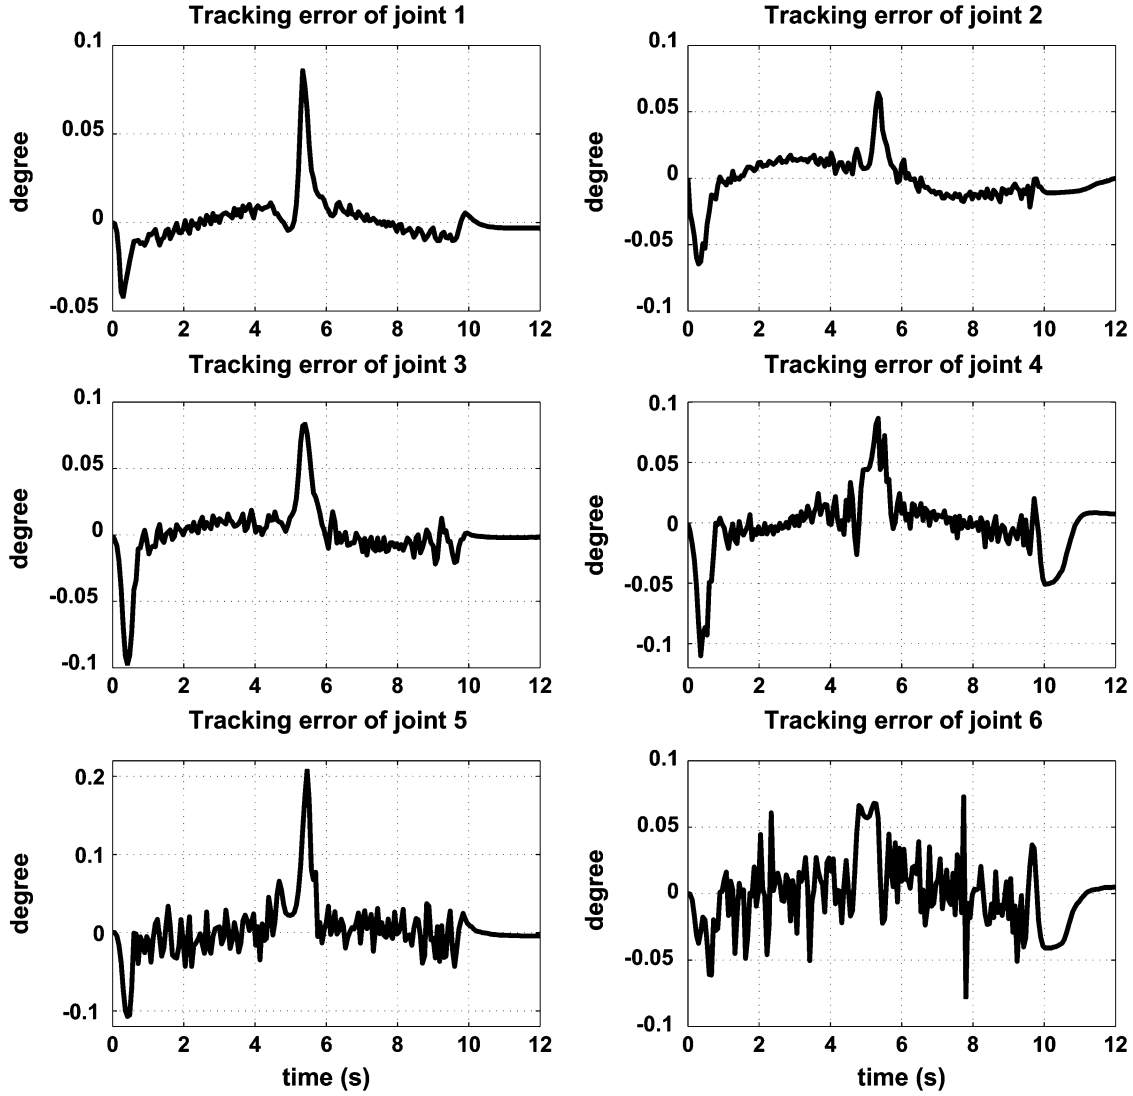 Tracking error of joint 1
0.1
0.05
0
-0.05
degree
0 2 4 6 8 10 12
Tracking error of joint 2
0.1
0.05
0
-0.05
-0.1
degree
0 2 4 6 8 10 12
Tracking error of joint 3
0.1
0.05
0
-0.05
-0.1
degree
0 2 4 6 8 10 12
Tracking error of joint 4
0.1
0.05
0
-0.05
-0.1
degree
0 2 4 6 8 10 12
Tracking error of joint 5
0.2
0.1
0
-0.1
degree
0 2 4 6 8 10 12
time (s)
Tracking error of joint 6
0.1
0.05
0
-0.05
-0.1
degree
0 2 4 6 8 10 12
time (s)